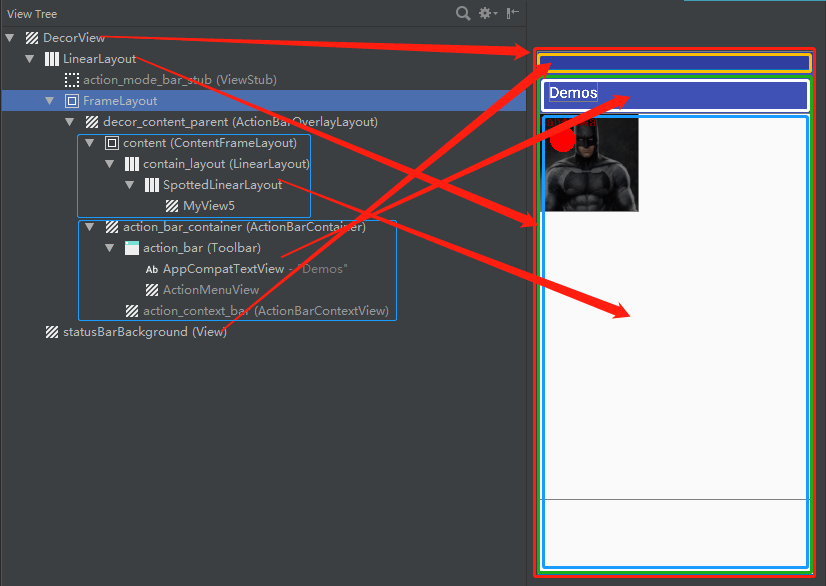 View Tree
DecorView
LinearLayout
action_mode_bar_stub (ViewStub)
FrameLayout
decor_content_parent (ActionBarOverlayLayout)
content (ContentFrameLayout)
contain_layout (LinearLayout)
SpottedLinearLayout
MyView5
action_bar_container (ActionBarContainer)
action_bar (Toolbar)
Ab AppCompatTextView - "Demos"
ActionMenuView
action_context_bar (ActionBarContextView)
statusBarBackground (View)
Demos